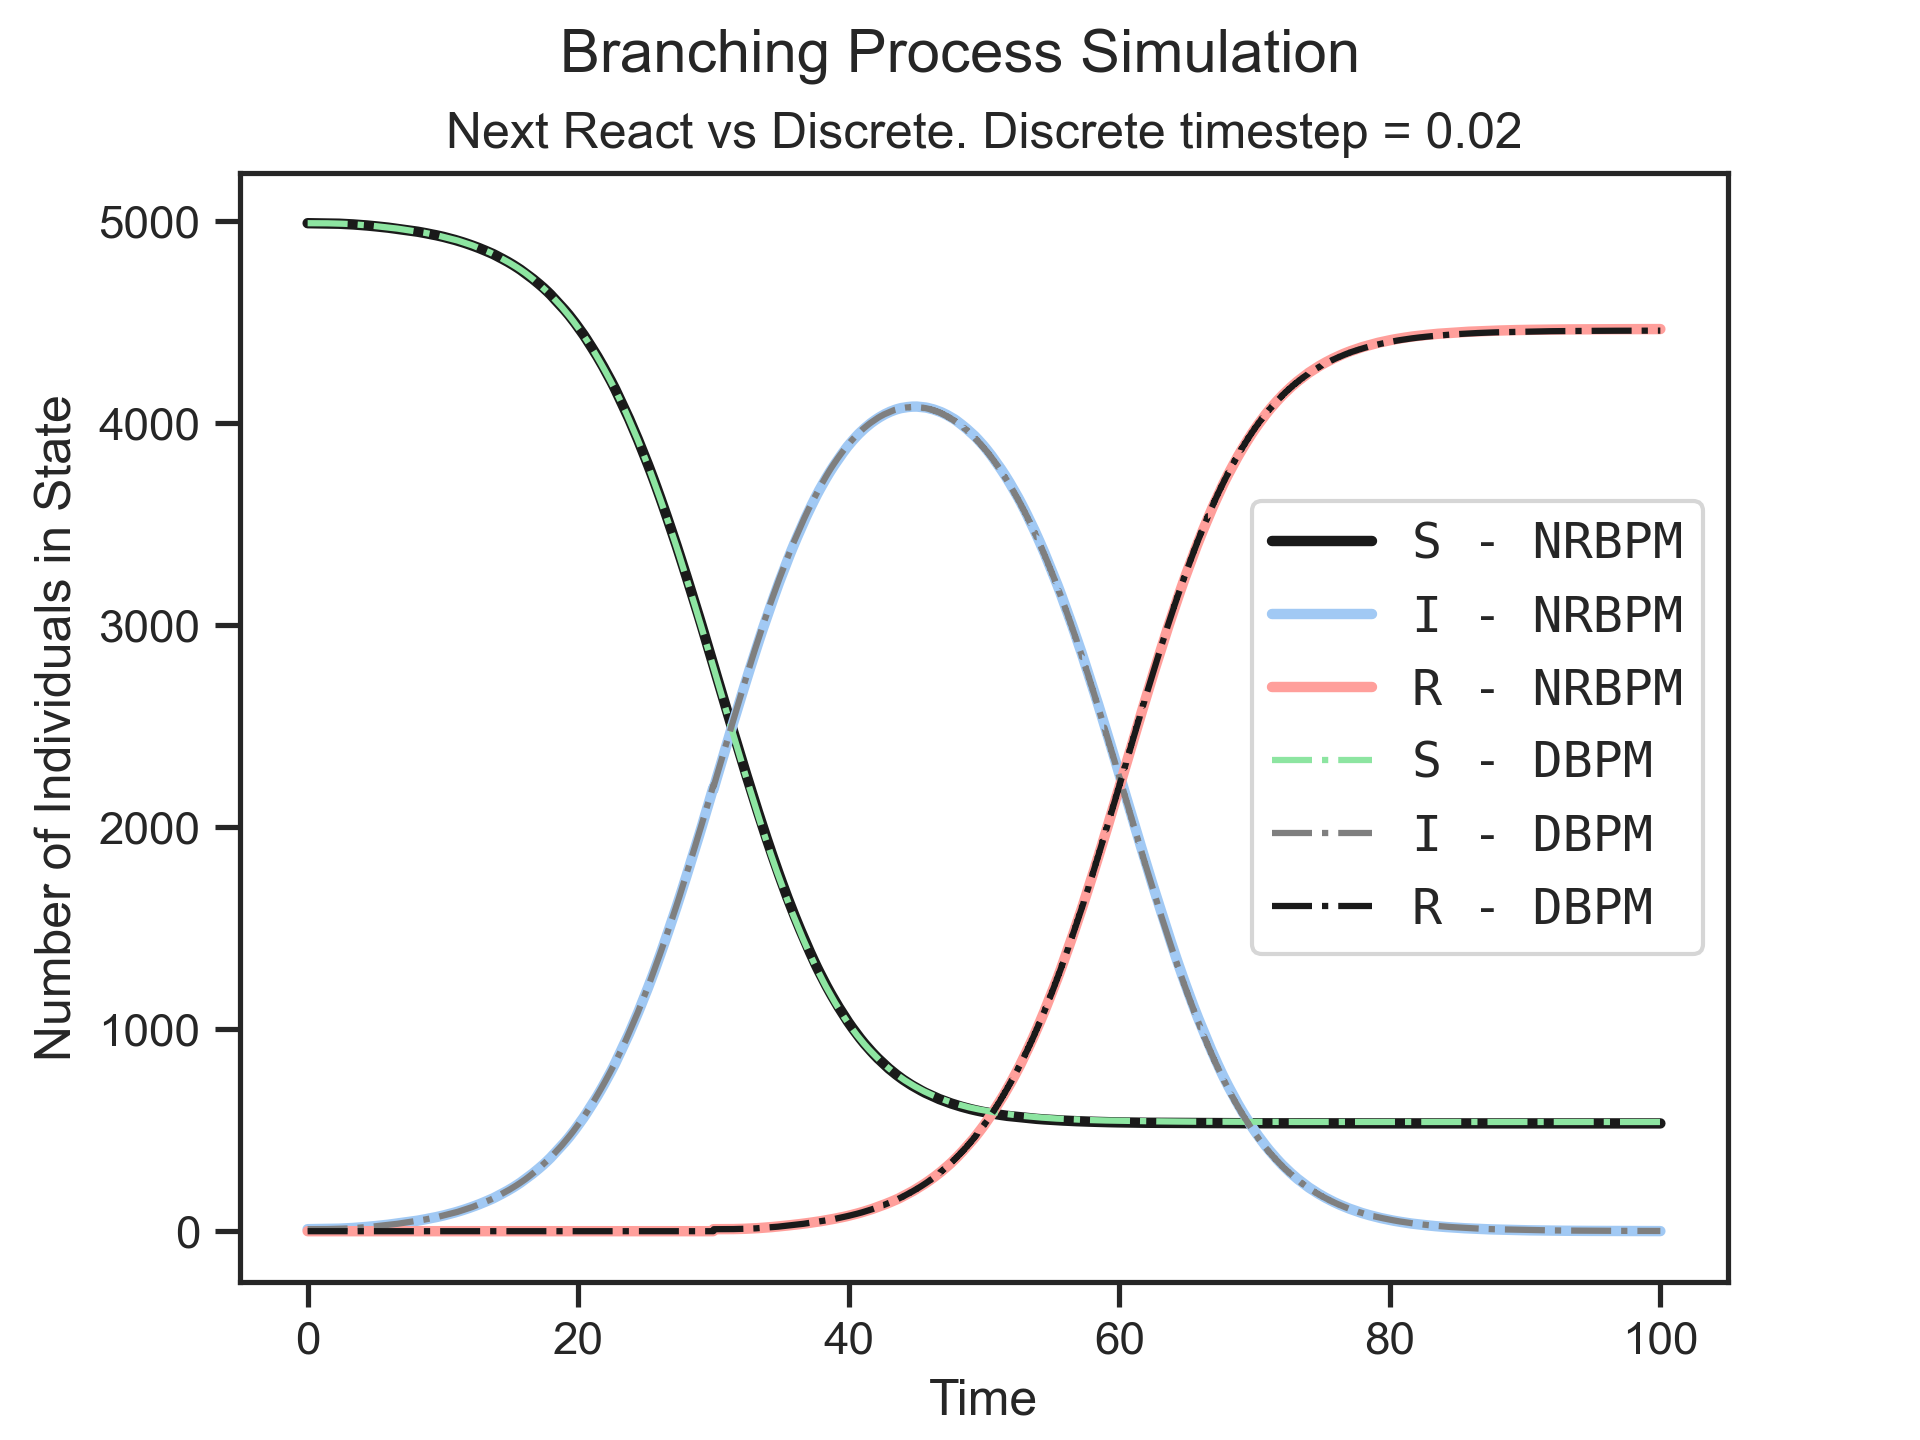 Branching Process Simulation
Next React vs Discrete. Discrete timestep = 0.02
Number of Individuals in State
5000
4000
3000
2000
1000
0
S - NRBPM
I - NRBPM
R - NRBPM
S - DBPM
I - DBPM
R - DBPM
0 20 40 60 80 100
Time